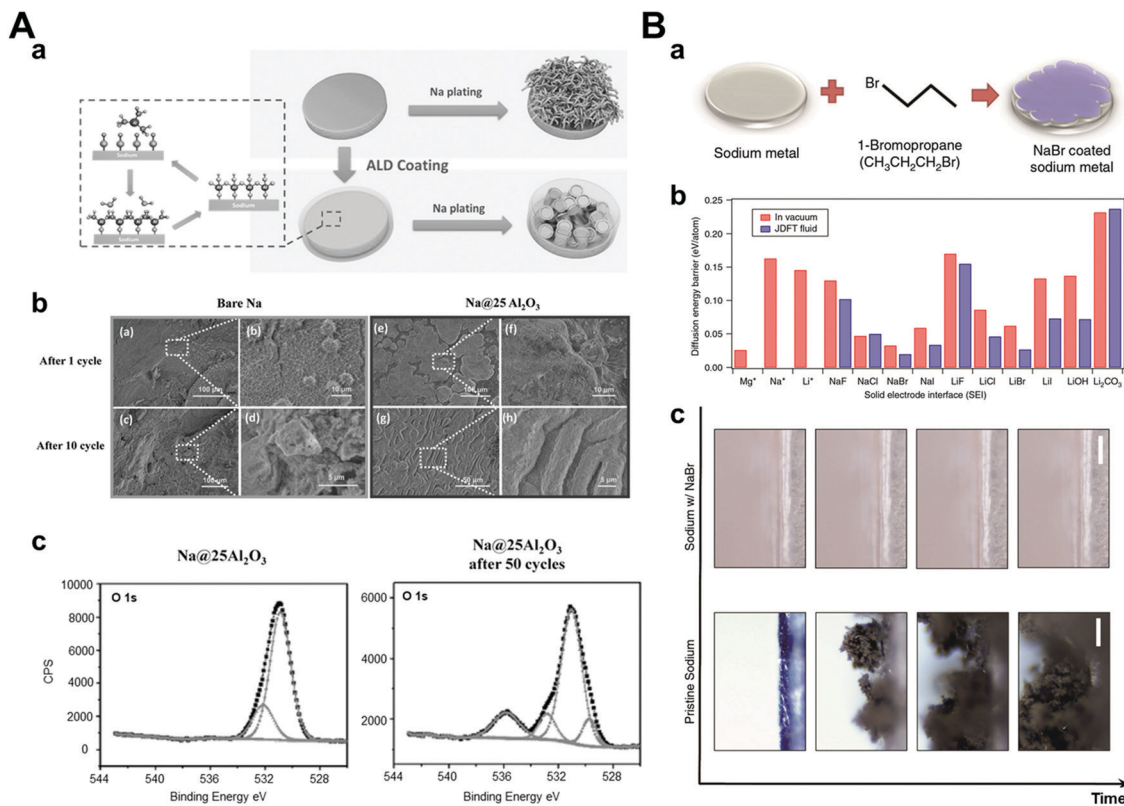 A
a
Na plating
ALD Coating
Na plating
Sodium
Sodium
Sodium
b
Bare Na
Na@25 Al₂O₃
After 1 cycle
(a)
100 μm
(b)
10 μm
(e)
100 μm
(f)
10 μm
After 10 cycle
(c)
100 μm
(d)
5 μm
(g)
50 μm
(h)
5 μm
c
Na@25Al₂O₃
Na@25Al₂O₃
after 50 cycles
O 1s
CPS
10000
8000
6000
4000
2000
0
544
540
536
532
528
Binding Energy eV
O 1s
6000
4000
2000
544
540
536
532
528
Binding Energy eV
B
a
Br
Sodium metal
1-Bromopropane
(CH₃CH₂CH₂Br)
NaBr coated
sodium metal
b
Diffusion energy barrier (eV/atom)
0.25
0.20
0.15
0.10
0.05
0.00
In vacuum
JDFT fluid
Mg* Na* Li* NaF NaCl NaBr NaI LiF LiCl LiBr LiI LiOH Li₂CO₃
Solid electrode interface (SEI)
c
Sodium w/ NaBr
Pristine Sodium
Time